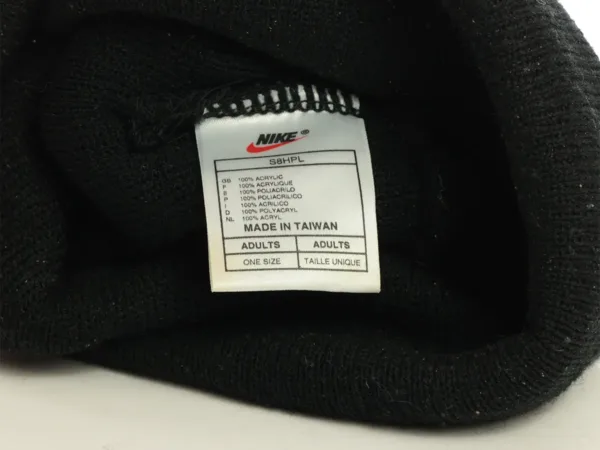 NIKE ®
S8HPL
GB 100% ACRYLIC
F 100% ACRYLIQUE
E 100% POLIACRILO
P 100% POLIACRILICO
I 100% ACRILICO
D 100% POLYACRYL
NL 100% ACRYL
MADE IN TAIWAN
ADULTS ADULTS
ONE SIZE TAILLE UNIQUE